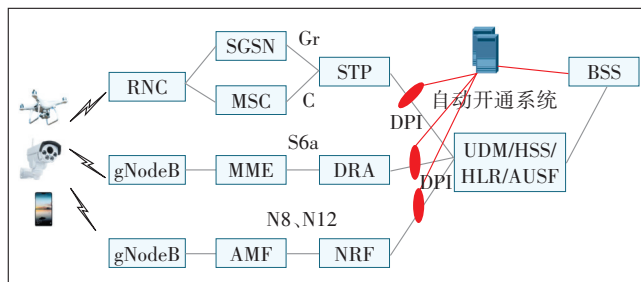 SGSN
Gr
RNC
STP
BSS
MSC
C
自动开通系统
DPI
S6a
UDM/HSS/
HLR/AUSF
gNodeB
MME
DRA
DPI
N8、N12
gNodeB
AMF
NRF